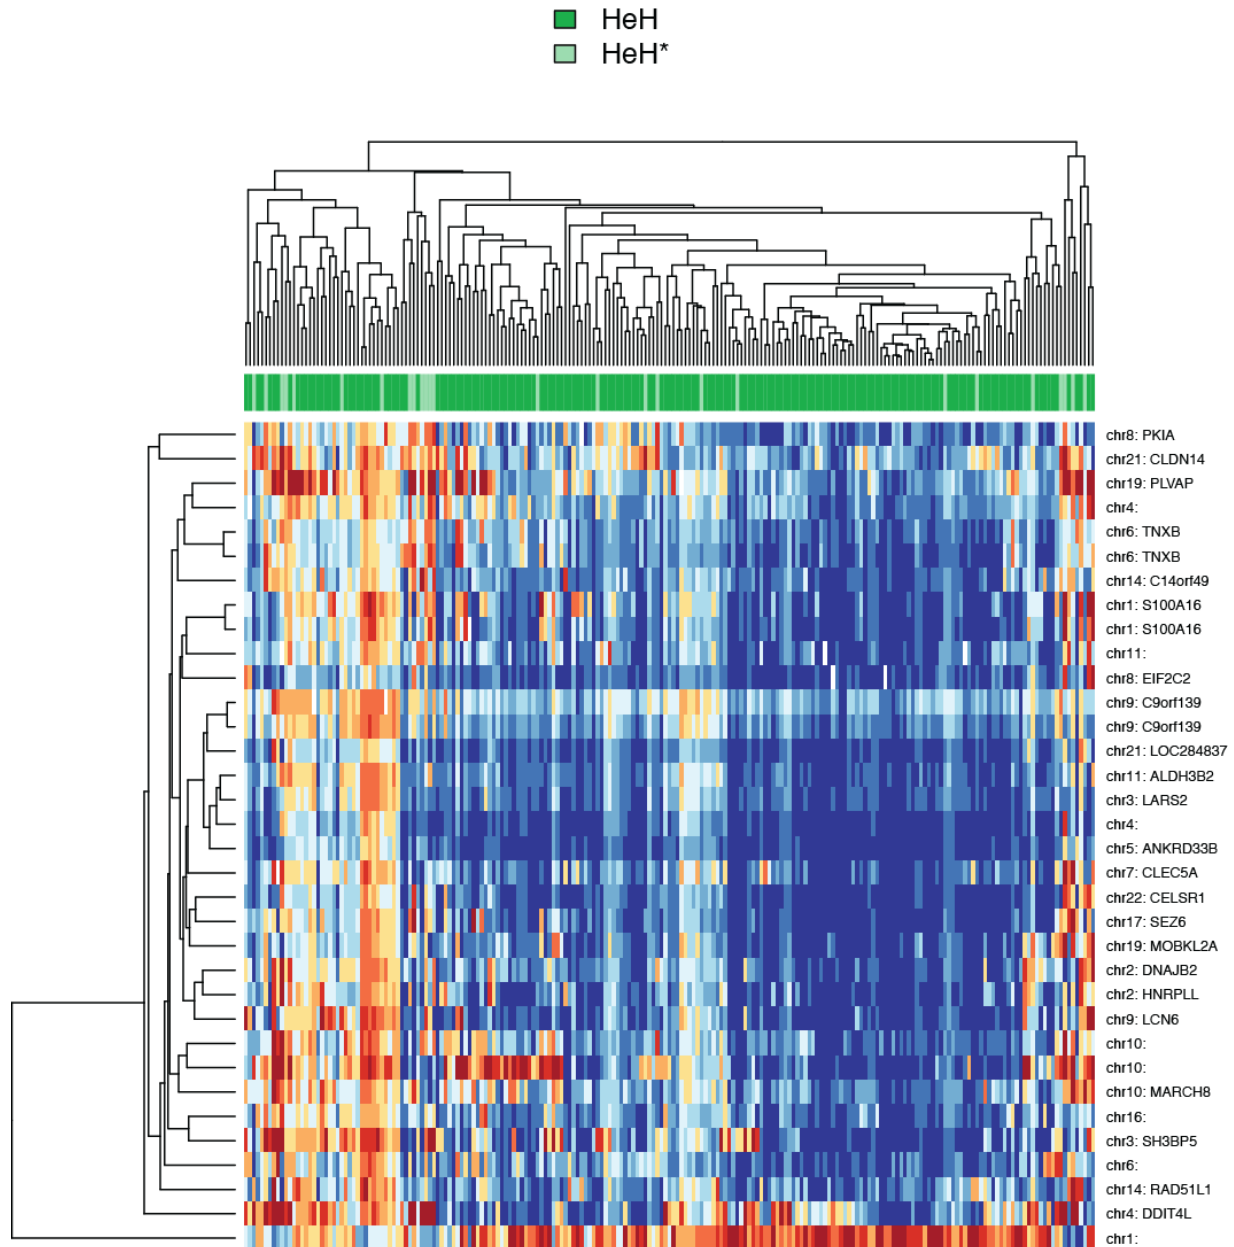 HeH
HeH*
chr8: PKIA
chr21: CLDN14
chr19: PLVAP
chr4:
chr6: TNXB
chr6: TNXB
chr14: C14orf49
chr1: S100A16
chr1: S100A16
chr11:
chr8: EIF2C2
chr9: C9orf139
chr9: C9orf139
chr21: LOC284837
chr11: ALDH3B2
chr3: LARS2
chr4:
chr5: ANKRD33B
chr7: CLEC5A
chr22: CELSR1
chr17: SEZ6
chr19: MOBKL2A
chr2: DNAJB2
chr2: HNRPLL
chr9: LCN6
chr10:
chr10:
chr10: MARCH8
chr16:
chr3: SH3BP5
chr6:
chr14: RAD51L1
chr4: DDIT4L
chr1: